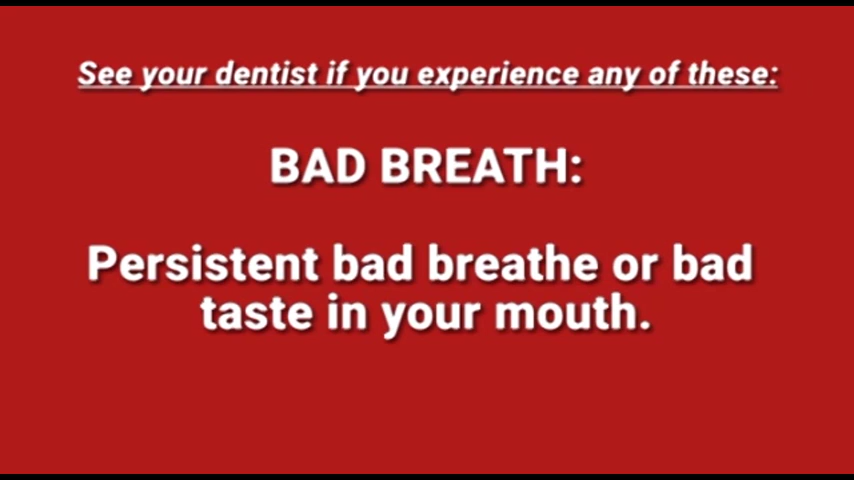 See your dentist if you experience any of these:
BAD BREATH:
Persistent bad breathe or bad
taste in your mouth.